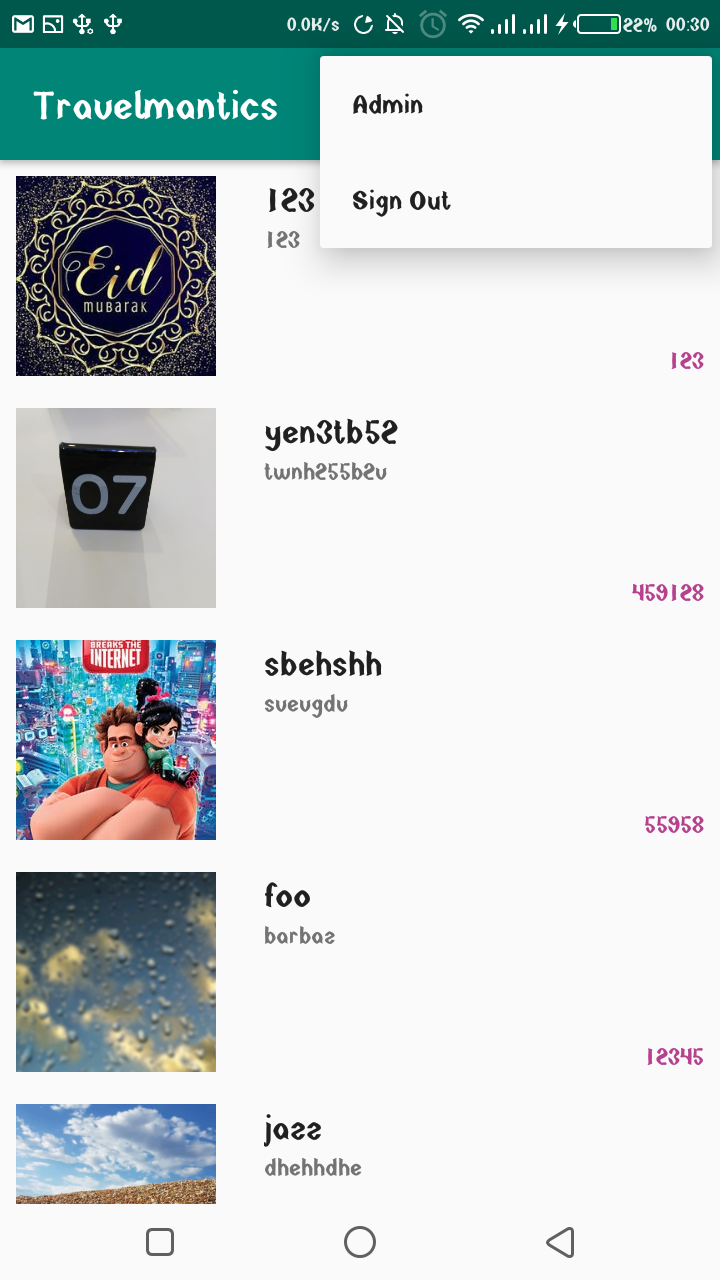 0.0K/s 22% 00:30
Travelmantics
Admin
Sign Out
Eid
MUBARAK
123
123
123
07
yen3tb52
twnh255b2v
459128
BREAKS THE
INTERNET
sbehshh
svevgdv
55958
foo
barbaz
12345
jazz
dhehhdhe